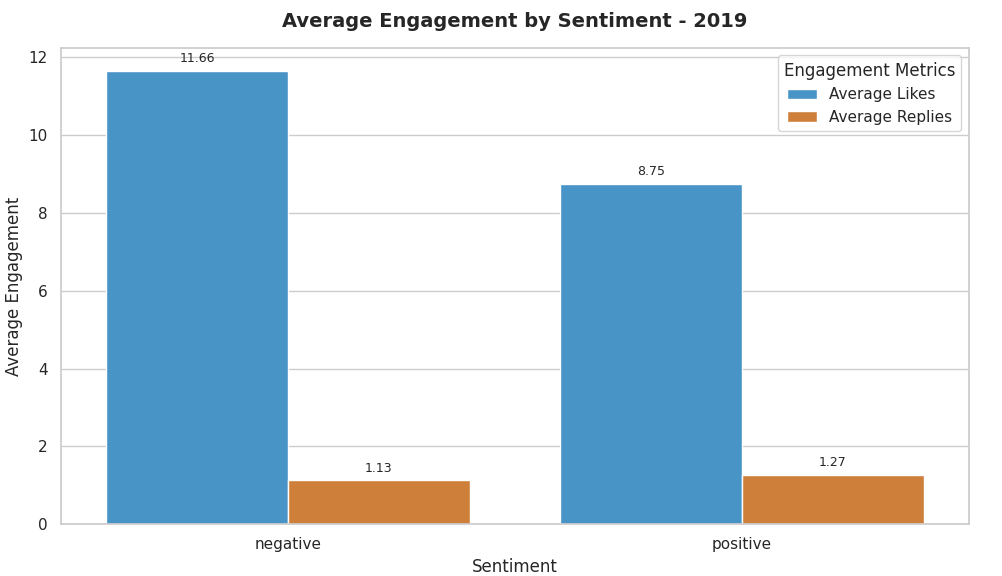 Average Engagement by Sentiment - 2019
Engagement Metrics
Average Likes
Average Replies
Average Engagement
12
10
8
6
4
2
0
11.66
1.13
8.75
1.27
negative
positive
Sentiment